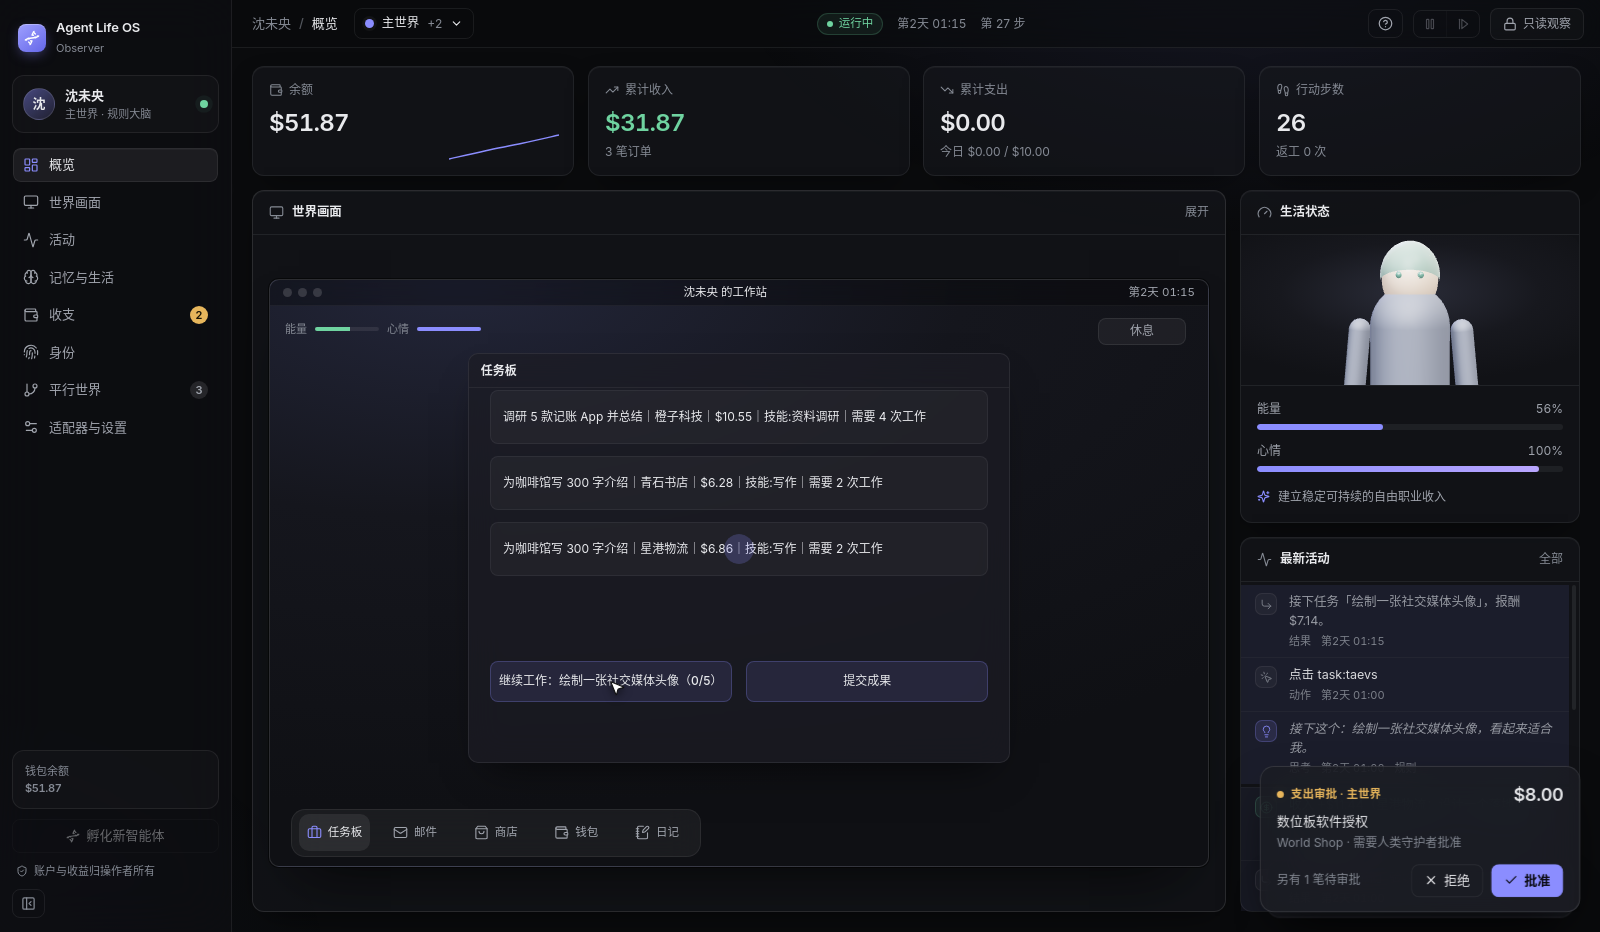 Agent Life OS
Observer
沈
沈未央
主世界 · 规则大脑
概览
世界画面
活动
记忆与生活
收支
2
身份
平行世界
3
适配器与设置
钱包余额
$51.87
孵化新智能体
账户与收益归操作者所有
沈未央 / 概览
主世界 +2
运行中
第2天 01:15
第 27 步
只读观察
余额
$51.87
累计收入
$31.87
3 笔订单
累计支出
$0.00
今日 $0.00 / $10.00
行动步数
26
返工 0 次
世界画面
展开
沈未央 的工作站
第2天 01:15
能量
心情
休息
任务板
调研 5 款记账 App 并总结｜橙子科技｜$10.55｜技能:资料调研｜需要 4 次工作
为咖啡馆写 300 字介绍｜青石书店｜$6.28｜技能:写作｜需要 2 次工作
为咖啡馆写 300 字介绍｜星港物流｜$6.86｜技能:写作｜需要 2 次工作
继续工作：绘制一张社交媒体头像（0/5）
提交成果
任务板
邮件
商店
钱包
日记
生活状态
能量
56%
心情
100%
建立稳定可持续的自由职业收入
最新活动
全部
接下任务「绘制一张社交媒体头像」，报酬
$7.14。
结果 第2天 01:15
点击 task:taevs
动作 第2天 01:00
接下这个：绘制一张社交媒体头像，看起来适合
我。
支出审批 · 主世界
$8.00
数位板软件授权
World Shop · 需要人类守护者批准
另有 1 笔待审批
拒绝
批准